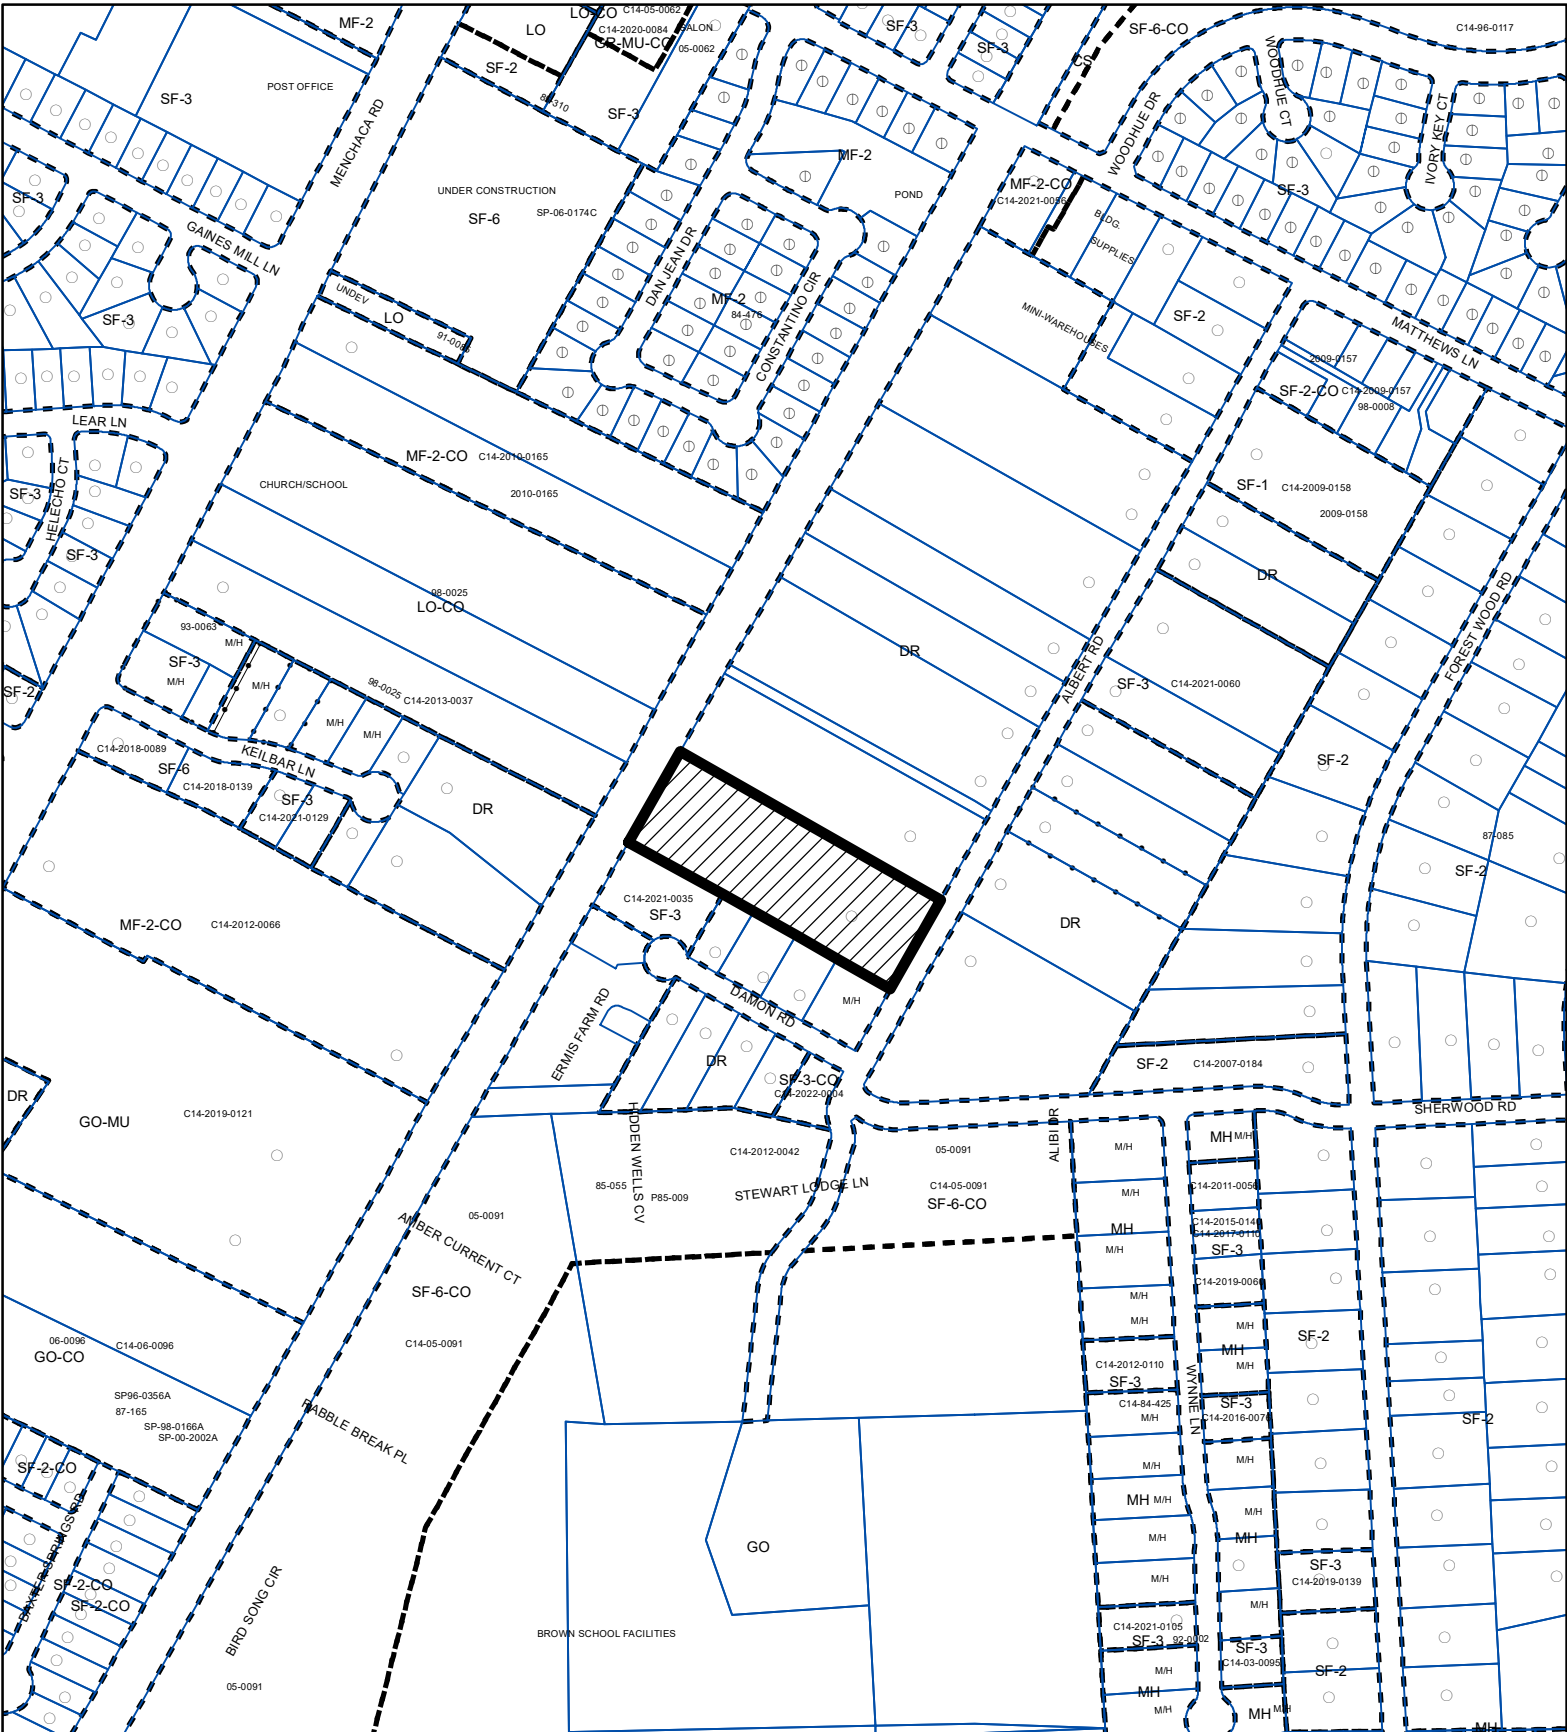 MF-2
LO
LO-CO
C14-05-0062
C14-2020-0084
05-0062
SF-3
SF-3
SF-6-CO
C14-96-0117
CS
SF-2
SF-3
POST OFFICE
MENCHACA RD
SF-3
WOODHUE DR
WOODHUE CT
IVORY KEY CT
SF-3
MF-2
POND
MF-2-CO
BLDG.
SUPPLIES
SF-3
UNDER CONSTRUCTION
SF-6
SP-06-0174C
GAINES MILL LN
DAN JEAN DR
CONSTANTINO CIR
MF-2
84-476
UNDEV
LO
SF-3
MINI-WAREHOUSES
SF-2
MATTHEWS LN
2009-0157
SF-2-CO
C14-2009-0157
98-0008
LEAR LN
HELECHO CT
SF-3
SF-3
MF-2-CO
C14-2010-0165
2010-0165
CHURCH/SCHOOL
SF-1
C14-2009-0158
2009-0158
98-0025
LO-CO
DR
FOREST WOOD RD
93-0063
M/H
SF-3
M/H
M/H
98-0025
C14-2013-0037
M/H
M/H
SF-2
DR
ALBERT RD
SF-3
C14-2021-0060
C14-2018-0089
SF-6
C14-2018-0139
KEILBAR LN
SF-3
C14-2021-0129
DR
SF-2
87-085
SF-2
C14-2021-0035
SF-3
MF-2-CO
C14-2012-0066
DR
M/H
DAMON RD
ERMIS FARM RD
DR
SF-3-CO
C14-2022-0004
SF-2
C14-2007-0184
DR
GO-MU
C14-2019-0121
SHERWOOD RD
HIDDEN WELLS CV
ALIBI DR
C14-2012-0042
05-0091
85-055
P85-009
STEWART LODGE LN
C14-05-0091
SF-6-CO
M/H
M/H
MH
M/H
M/H
M/H
MH
M/H
C14-2011-0056
SF-3
05-0091
AMBER CURRENT CT
SF-6-CO
C14-05-0091
06-0096
C14-06-0096
GO-CO
SP96-0356A
87-165
SP-98-0166A
SP-00-2002A
RABBLE BREAK PL
M/H
MH
M/H
SF-2
C14-2012-0110
SF-3
C14-84-425
M/H
WYNNE LN
SF-3
SF-2
SF-2-CO
BAXTER SPRINGS RD
M/H
M/H
MH
M/H
M/H
M/H
MH
M/H
GO
SF-3
C14-2019-0139
SF-2-CO
SF-2-CO
BIRD SONG CIR
BROWN SCHOOL FACILITIES
M/H
C14-2021-0105
SF-3
SF-3
C14-03-0095
SF-2
05-0091
M/H
MH
M/H
MH
M/H
MH